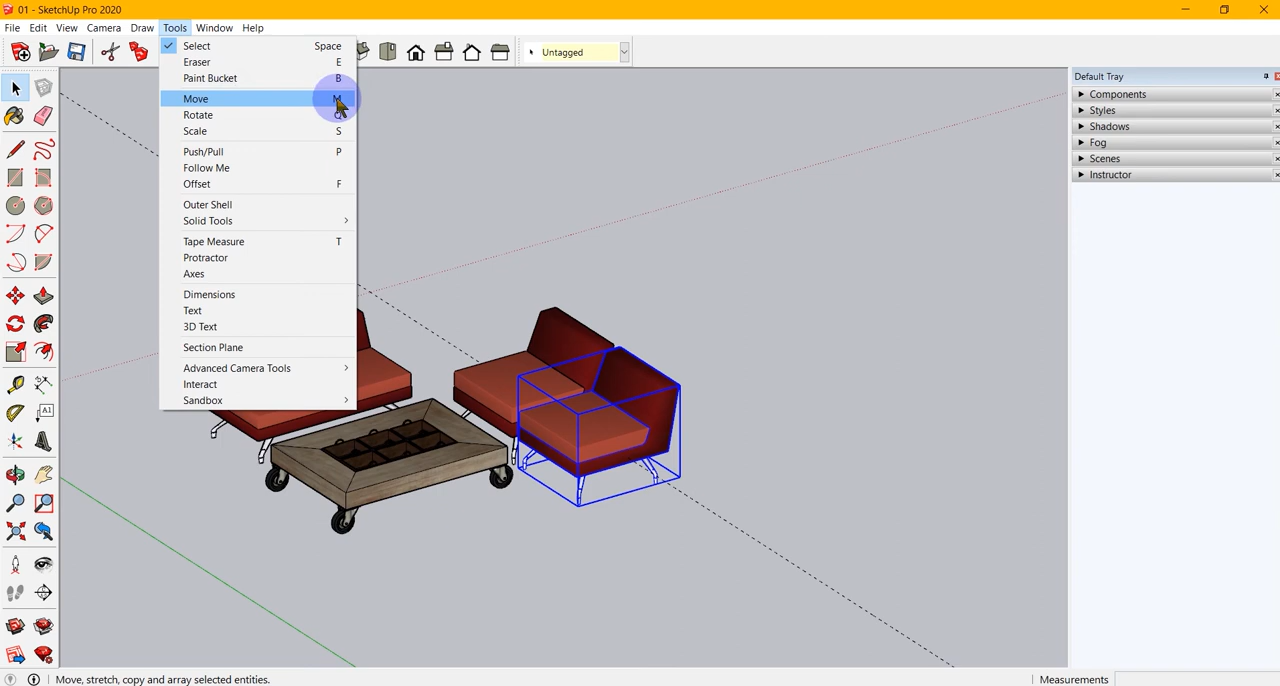 01 - SketchUp Pro 2020
File Edit View Camera Draw Tools Window Help
Select Space
Untagged
Eraser E
Paint Bucket B
Default Tray
Move M
Components
Rotate
Styles
Scale S
Shadows
Fog
Push/Pull P
Scenes
Follow Me
Instructor
Offset F
Outer Shell
Solid Tools
Tape Measure T
Protractor
Axes
Dimensions
Text
3D Text
Section Plane
Advanced Camera Tools
Interact
Sandbox
A1
Move, stretch, copy and array selected entities.
Measurements